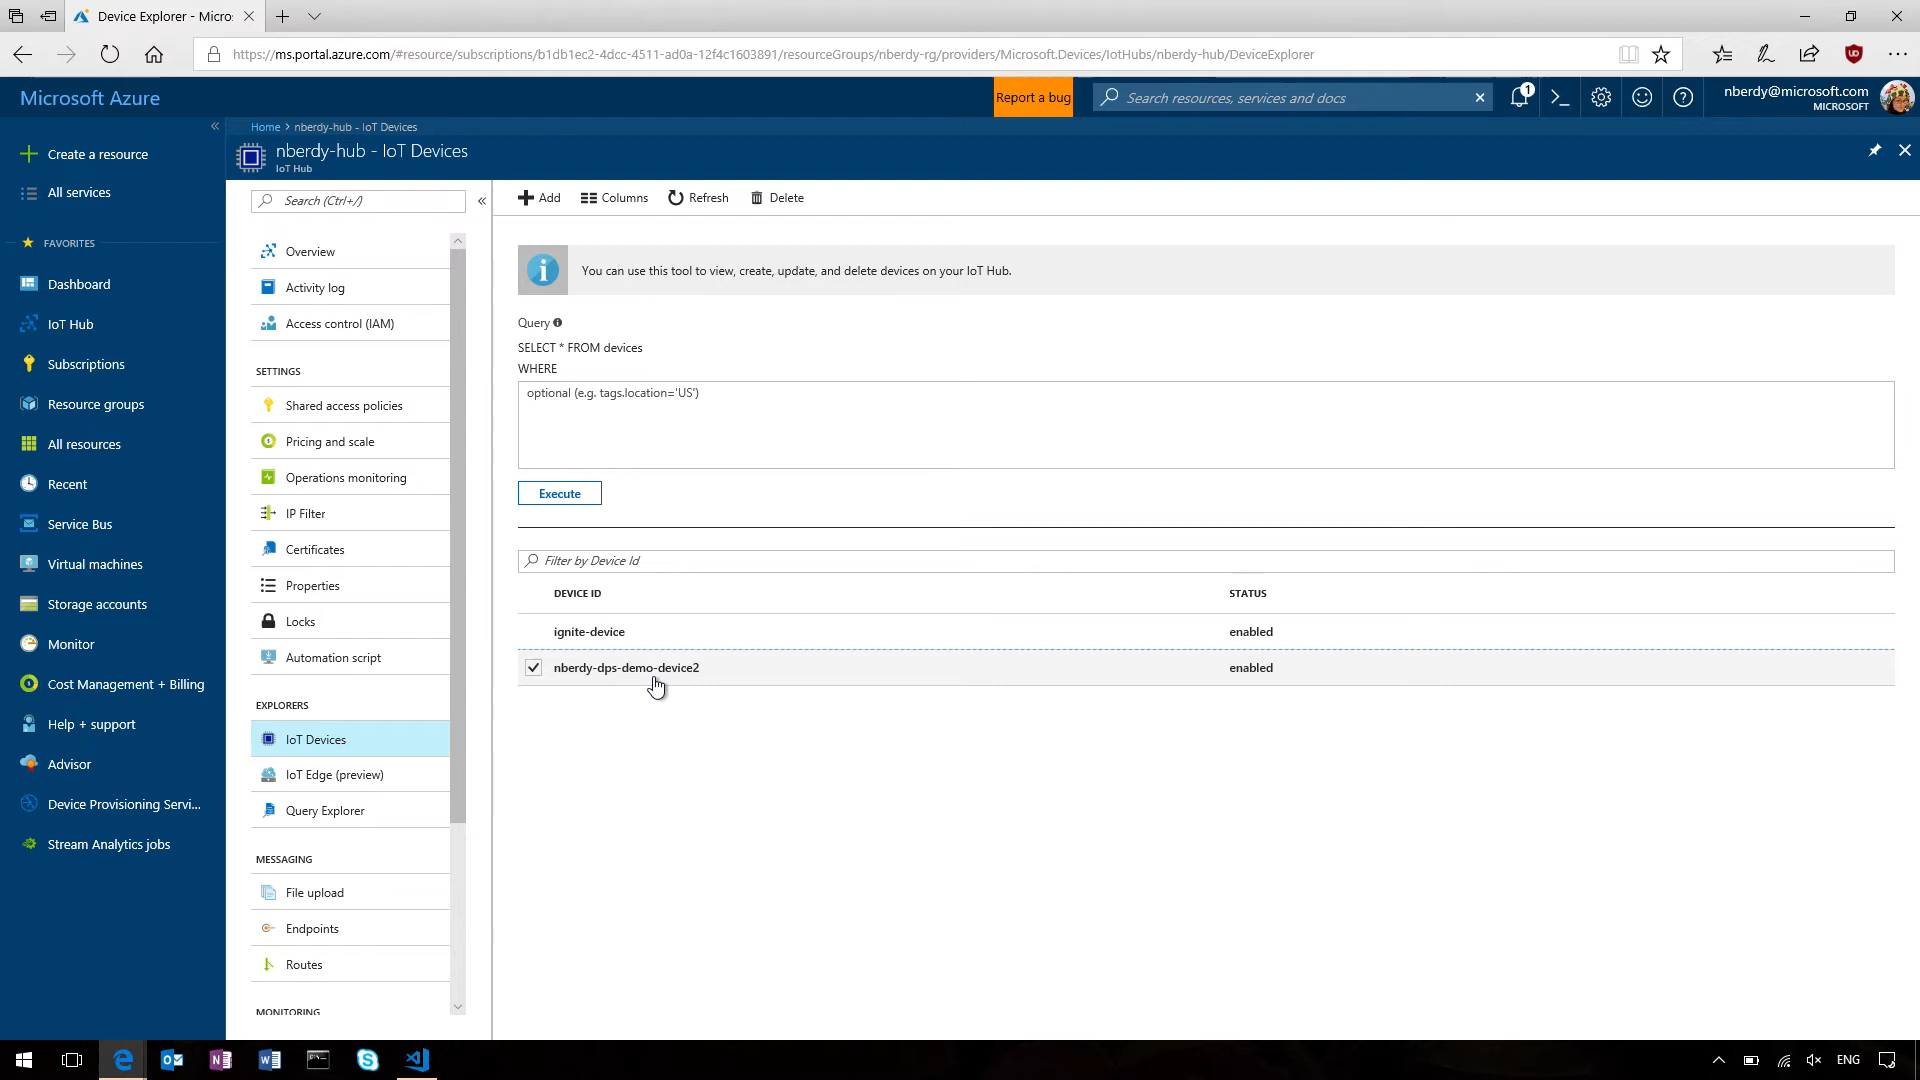 Device Explorer - Micro
https://ms.portal.azure.com/#resource/subscriptions/b1db1ec2-4dcc-4511-ad0a-12f4c1603891/resourceGroups/nberdy-rg/providers/Microsoft.Devices/IotHubs/nberdy-hub/DeviceExplorer
Microsoft Azure
Report a bug
Search resources, services and docs
1
nberdy@microsoft.com
MICROSOFT
Home > nberdy-hub - IoT Devices
nberdy-hub - IoT Devices
IoT Hub
Create a resource
All services
FAVORITES
Dashboard
IoT Hub
Subscriptions
Resource groups
All resources
Recent
Service Bus
Virtual machines
Storage accounts
Monitor
Cost Management + Billing
Help + support
Advisor
Device Provisioning Servi...
Stream Analytics jobs
Search (Ctrl+/)
Overview
Activity log
Access control (IAM)
SETTINGS
Shared access policies
Pricing and scale
Operations monitoring
IP Filter
Certificates
Properties
Locks
Automation script
EXPLORERS
IoT Devices
IoT Edge (preview)
Query Explorer
MESSAGING
File upload
Endpoints
Routes
MONITORING
Add Columns Refresh Delete
You can use this tool to view, create, update, and delete devices on your IoT Hub.
Query
SELECT * FROM devices
WHERE
optional (e.g. tags.location='US')
Execute
Filter by Device Id
DEVICE ID STATUS
ignite-device enabled
nberdy-dps-demo-device2 enabled
ENG